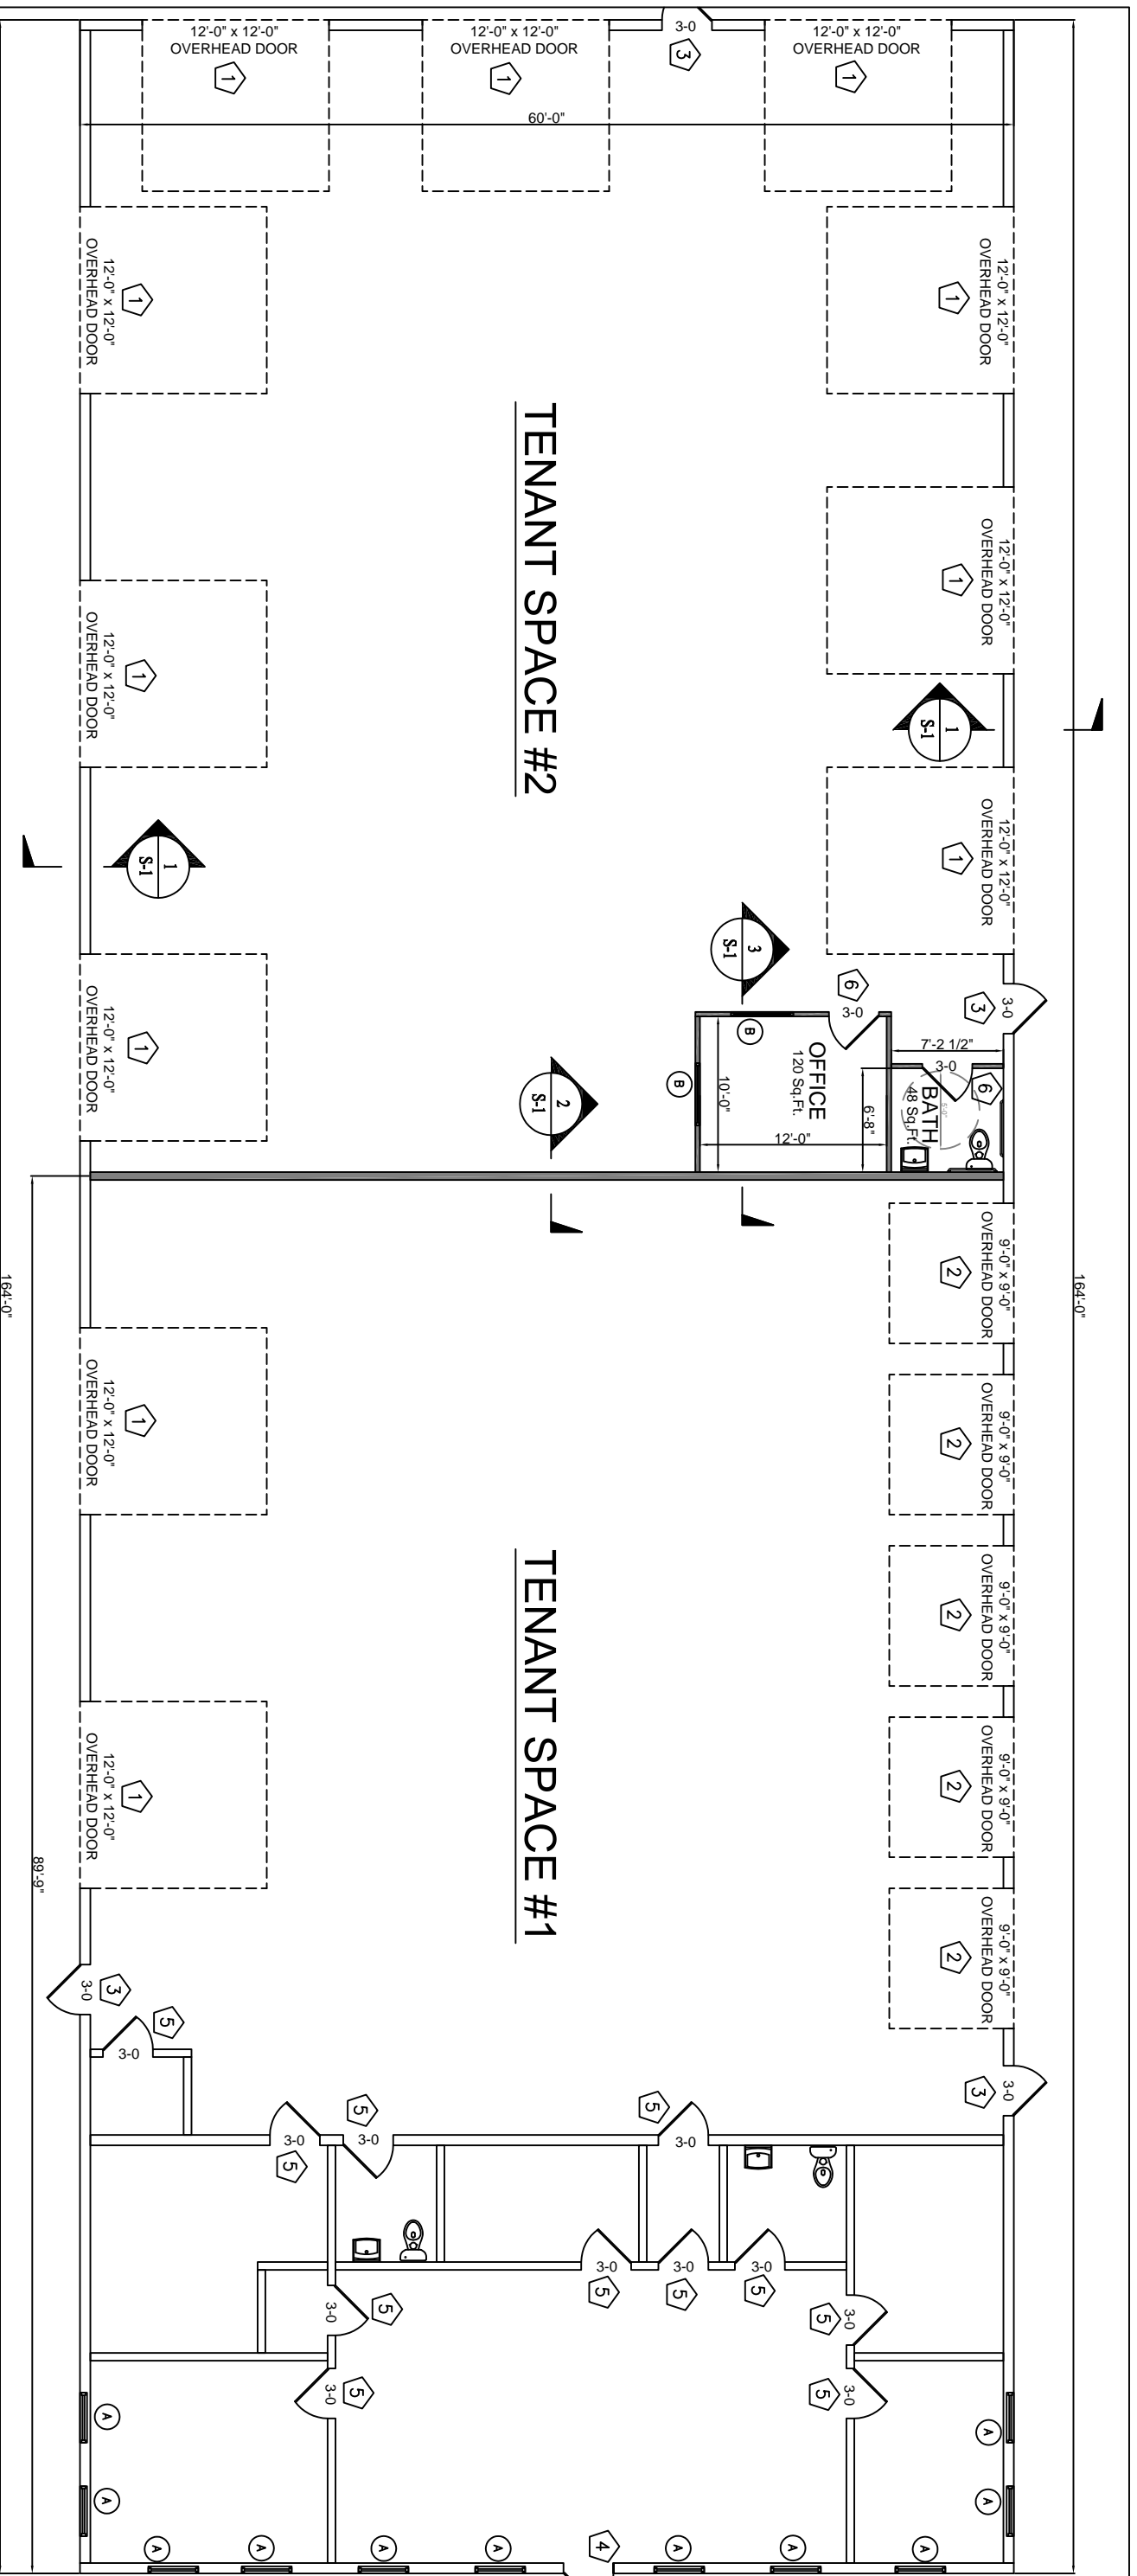 12'-0" x 12'-0"
OVERHEAD DOOR
1
12'-0" x 12'-0"
OVERHEAD DOOR
1
3-0
3
12'-0" x 12'-0"
OVERHEAD DOOR
1
60'-0"
12'-0" x 12'-0"
OVERHEAD DOOR
1
12'-0" x 12'-0"
OVERHEAD DOOR
1
12'-0" x 12'-0"
OVERHEAD DOOR
1
12'-0" x 12'-0"
OVERHEAD DOOR
1
12'-0" x 12'-0"
OVERHEAD DOOR
1
12'-0" x 12'-0"
OVERHEAD DOOR
1
TENANT SPACE #2
1
S-1
1
S-1
3
S-1
2
S-1
6
3-0
3
3-0
7'-2 1/2"
3-0
6
BATH
48 Sq.Ft.
5'-0"
6'-8"
OFFICE
120 Sq.Ft.
10'-0"
12'-0"
B
B
164'-0"
164'-0"
89'-9"
9'-0" x 9'-0"
OVERHEAD DOOR
2
9'-0" x 9'-0"
OVERHEAD DOOR
2
9'-0" x 9'-0"
OVERHEAD DOOR
2
9'-0" x 9'-0"
OVERHEAD DOOR
2
9'-0" x 9'-0"
OVERHEAD DOOR
2
12'-0" x 12'-0"
OVERHEAD DOOR
1
12'-0" x 12'-0"
OVERHEAD DOOR
1
TENANT SPACE #1
3-0
3
5
3-0
3
3-0
5
3-0
5
3-0
5
3-0
3-0
5
3-0
5
3-0
5
3-0
5
3-0
5
3-0
5
3-0
5
A
A
A
A
A
A
A
A
4
A
A
A